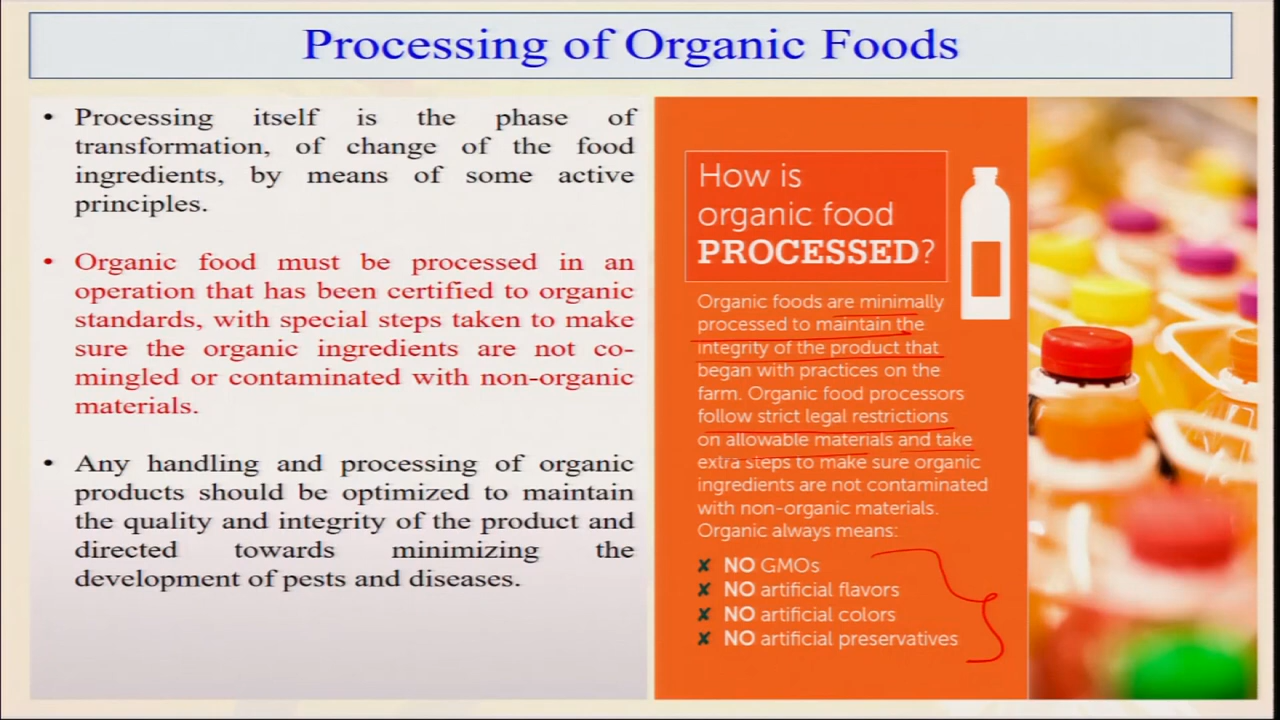 Processing of Organic Foods
• Processing itself is the phase of
transformation, of change of the food
ingredients, by means of some active
principles.
• Organic food must be processed in an
operation that has been certified to organic
standards, with special steps taken to make
sure the organic ingredients are not co-
mingled or contaminated with non-organic
materials.
• Any handling and processing of organic
products should be optimized to maintain
the quality and integrity of the product and
directed towards minimizing the
development of pests and diseases.
How is
organic food
PROCESSED?
Organic foods are minimally
processed to maintain the
integrity of the product that
began with practices on the
farm. Organic food processors
follow strict legal restrictions
on allowable materials and take
extra steps to make sure organic
ingredients are not contaminated
with non-organic materials.
Organic always means:
✘ NO GMOs
✘ NO artificial flavors
✘ NO artificial colors
✘ NO artificial preservatives